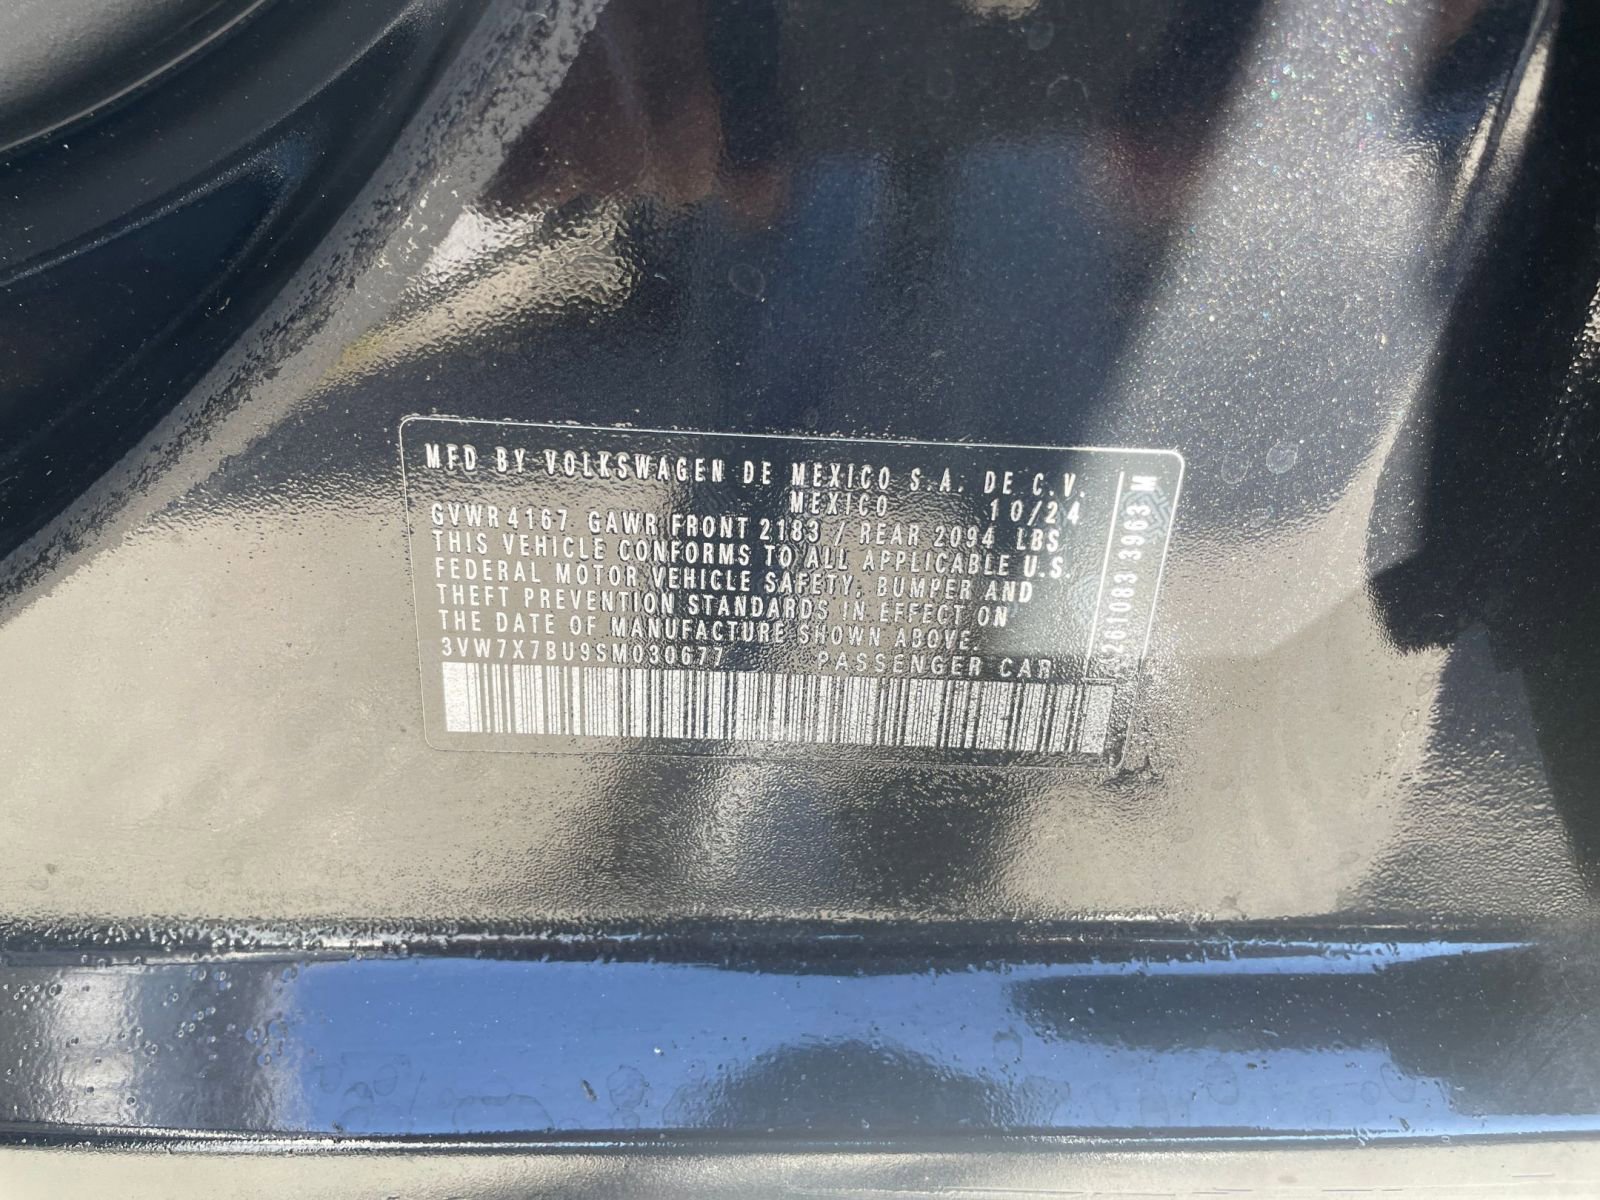 MFD BY VOLKSWAGEN DE MEXICO S.A. DE C.V.
MEXICO 10/24
GVWR 4167 GAWR FRONT 2183 / REAR 2094 LBS
THIS VEHICLE CONFORMS TO ALL APPLICABLE U.S.
FEDERAL MOTOR VEHICLE SAFETY, BUMPER AND
THEFT PREVENTION STANDARDS IN EFFECT ON
THE DATE OF MANUFACTURE SHOWN ABOVE.
3VW7X7BU9SM030677 PASSENGER CAR
261083 3963 M